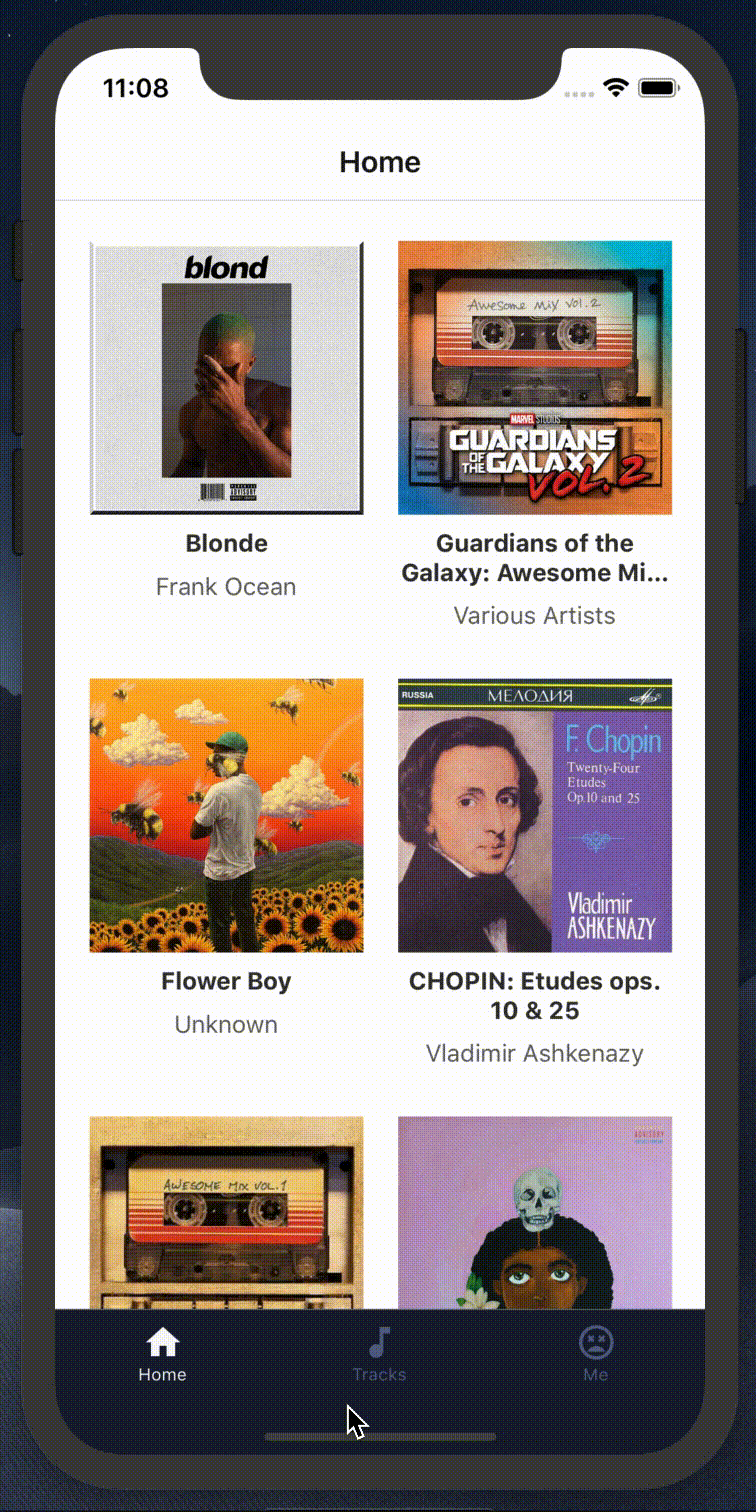 11:08
Home
blond
Awesome Mix Vol. 2
MARVEL STUDIOS
GUARDIANS
OF THE GALAXY
VOL. 2
Blonde
Guardians of the
Galaxy: Awesome Mi...
Frank Ocean
Various Artists
RUSSIA
МЕЛОДИЯ
F. Chopin
Twenty-Four
Etudes
Op.10 and 25
Vladimir
ASHKENAZY
Flower Boy
CHOPIN: Etudes ops.
10 & 25
Unknown
Vladimir Ashkenazy
AWESOME MIX VOL.1
ADVISORY
Home
Tracks
Me